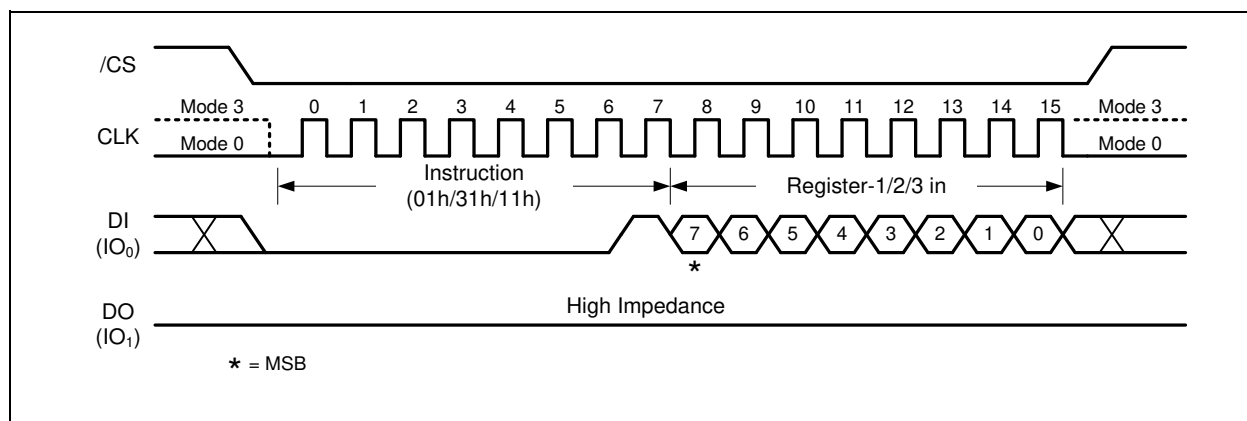 /CS
Mode 3 0 1 2 3 4 5 6 7 8 9 10 11 12 13 14 15 Mode 3
CLK
Mode 0 Mode 0
Instruction
(01h/31h/11h)
Register-1/2/3 in
DI
(IO₀)
7 6 5 4 3 2 1 0
*
High Impedance
DO
(IO₁)
* = MSB